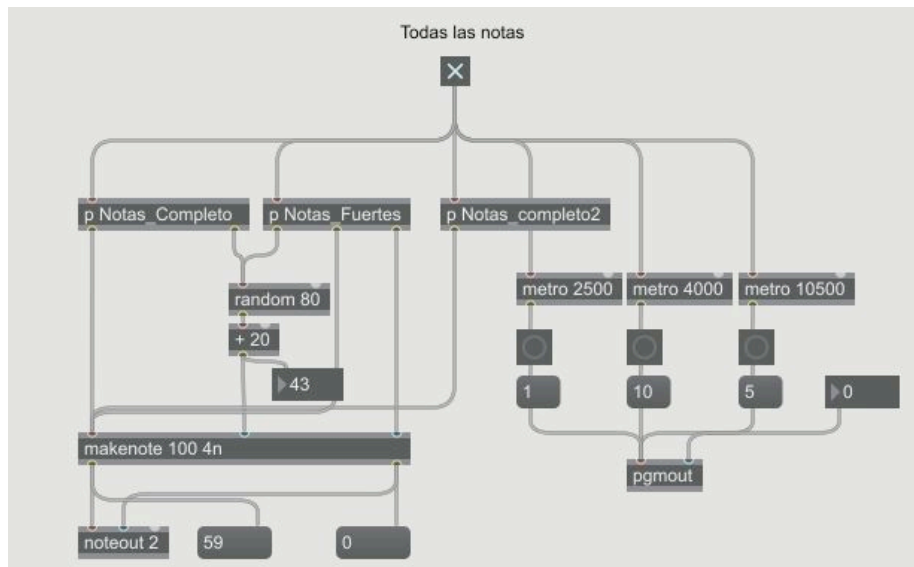 Todas las notas
p Notas_Completo
p Notas_Fuertes
p Notas_completo2
metro 2500
metro 4000
metro 10500
random 80
+ 20
43
1
10
5
0
makenote 100 4n
pgmout
noteout 2
59
0